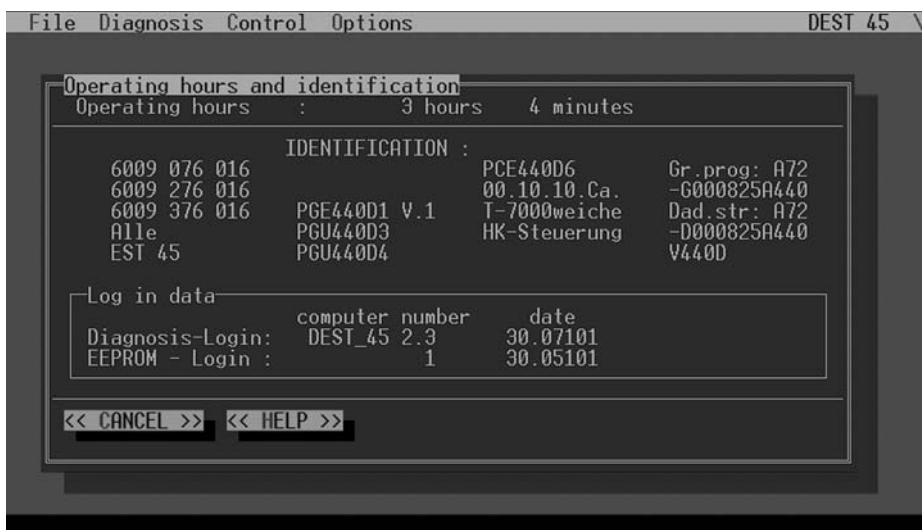 File Diagnosis Control Options DEST 45 \
Operating hours and identification
Operating hours : 3 hours 4 minutes
IDENTIFICATION :
6009 076 016 PCE440D6 Gr.prog: A72
6009 276 016 00.10.10.Ca. -G000825A440
6009 376 016 PGE440D1 V.1 T-7000weiche Dad.str: A72
Alle PGU440D3 HK-Steuerung -D000825A440
EST 45 PGU440D4 V440D
Log in data
computer number date
Diagnosis-Login: DEST_45 2.3 30.07101
EEPROM - Login : 1 30.05101
<< CANCEL >> << HELP >>